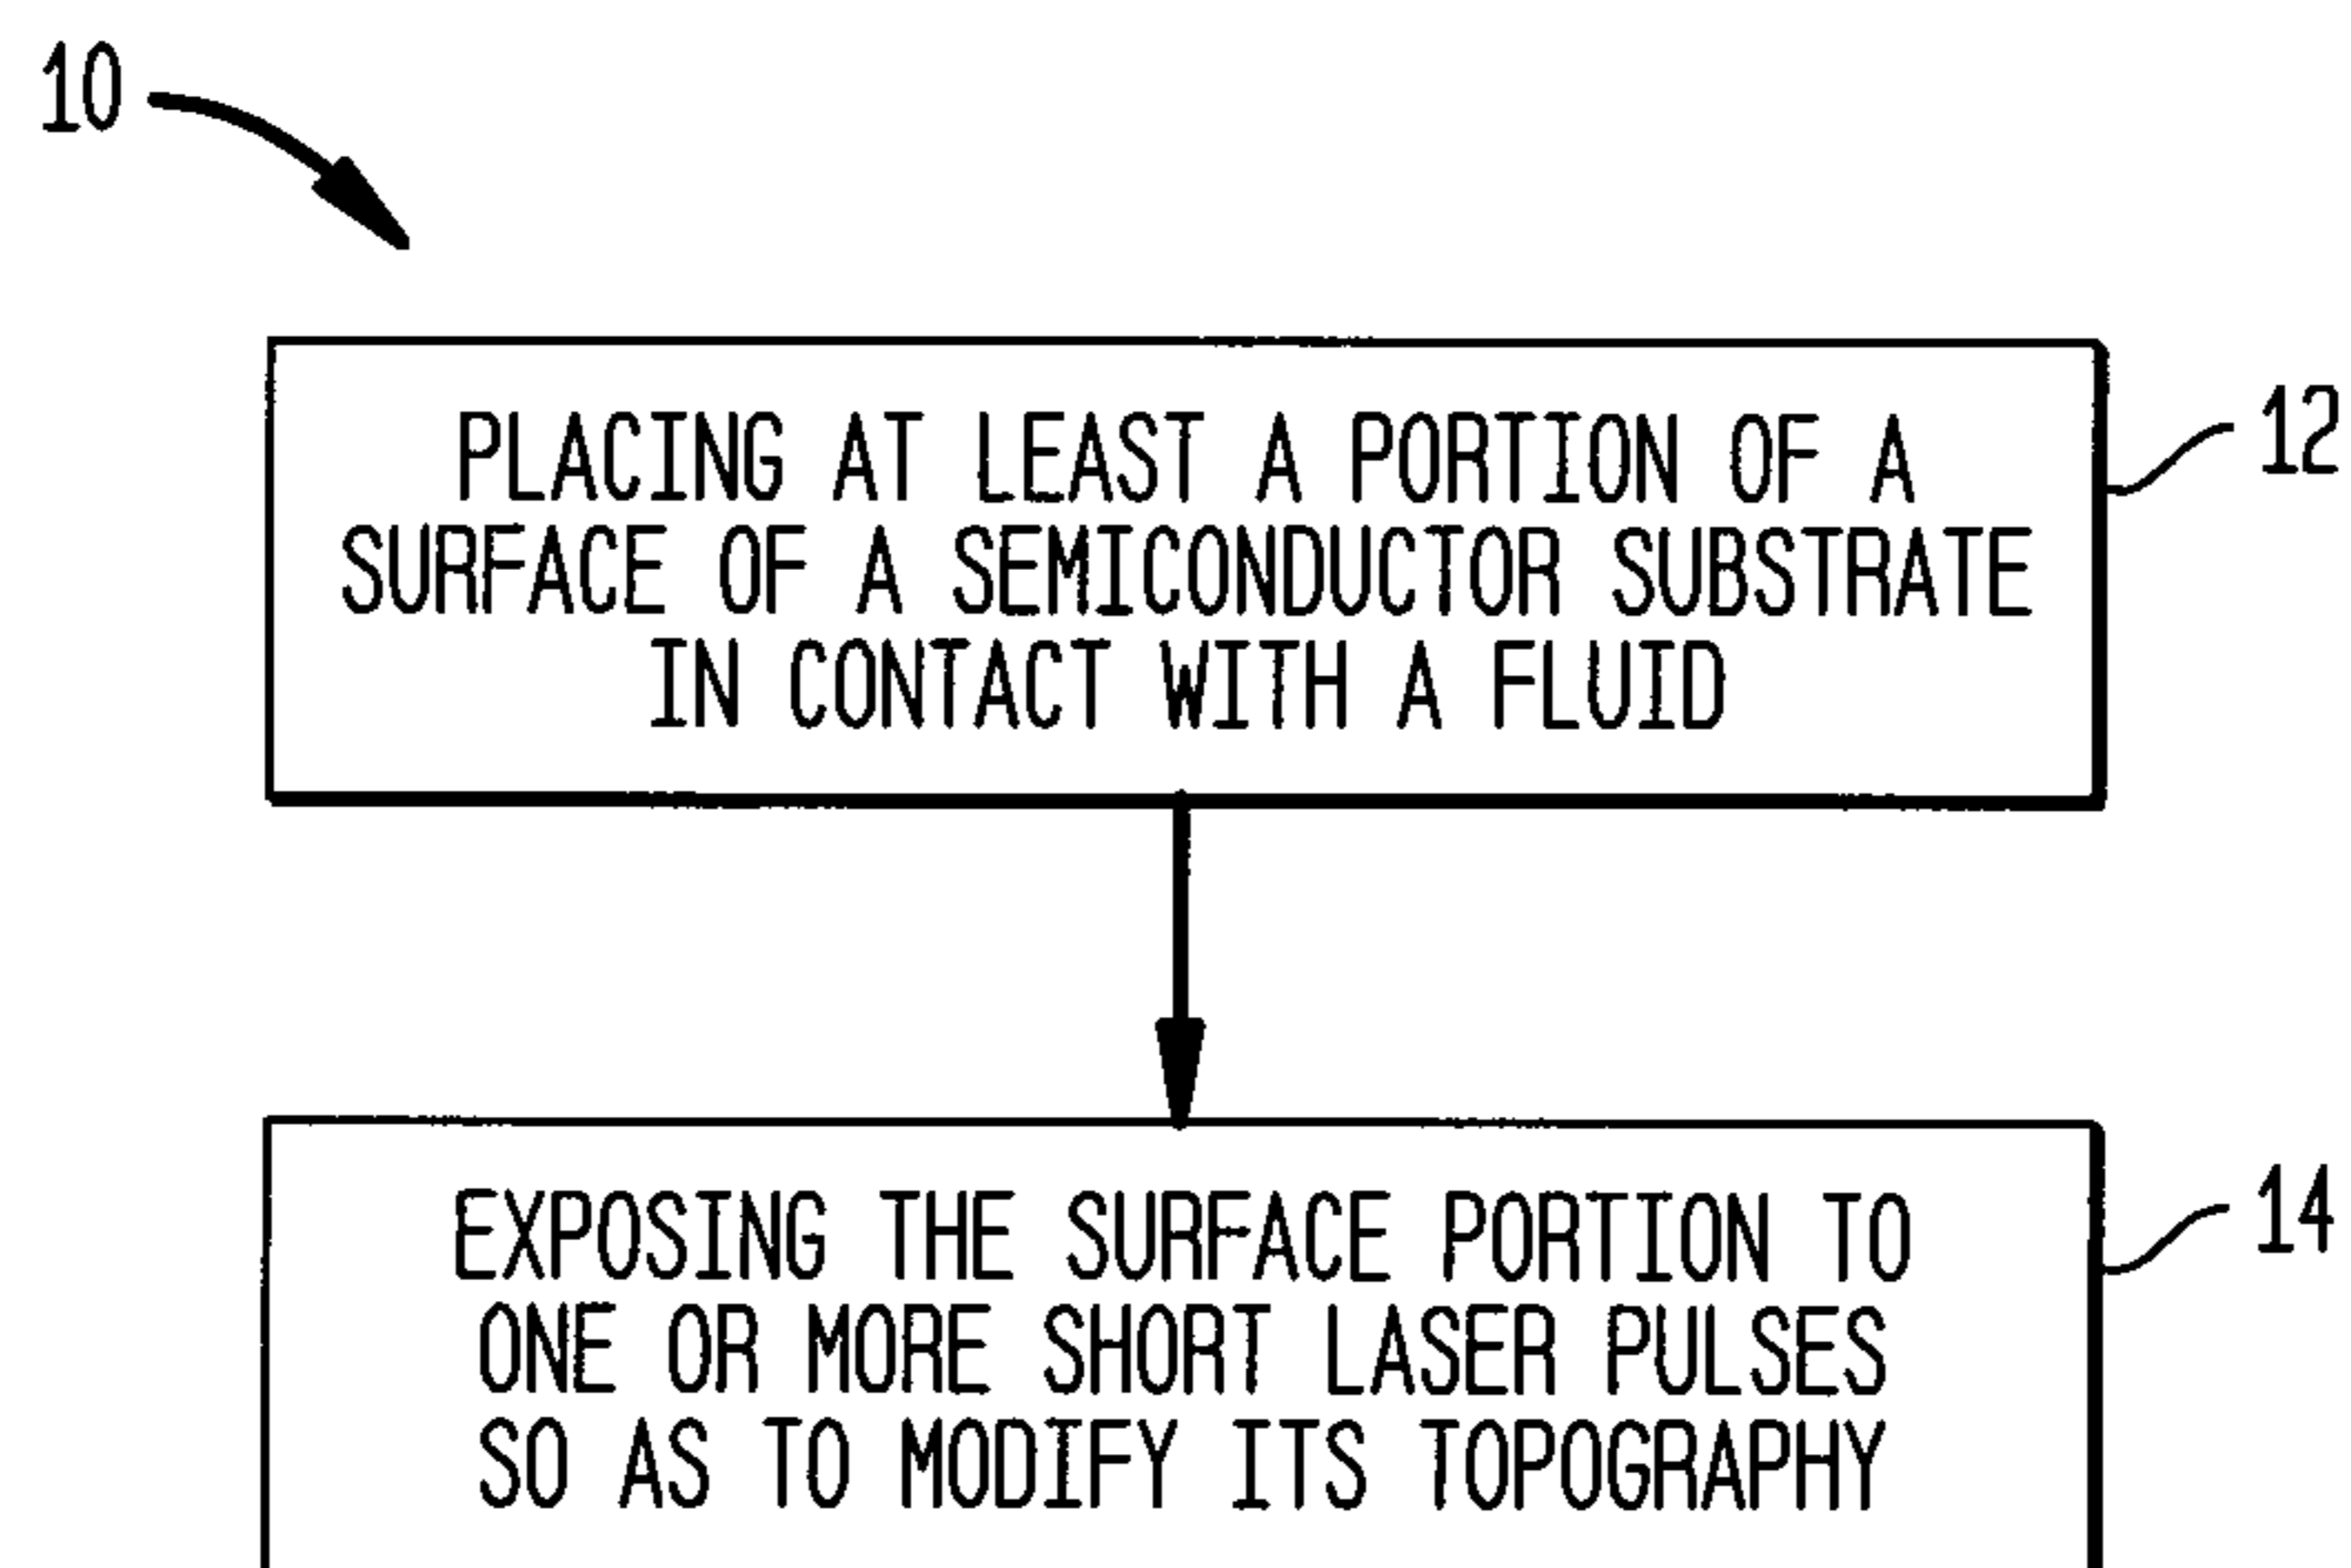 10
PLACING AT LEAST A PORTION OF A
SURFACE OF A SEMICONDUCTOR SUBSTRATE
IN CONTACT WITH A FLUID
12
EXPOSING THE SURFACE PORTION TO
ONE OR MORE SHORT LASER PULSES
SO AS TO MODIFY ITS TOPOGRAPHY
14